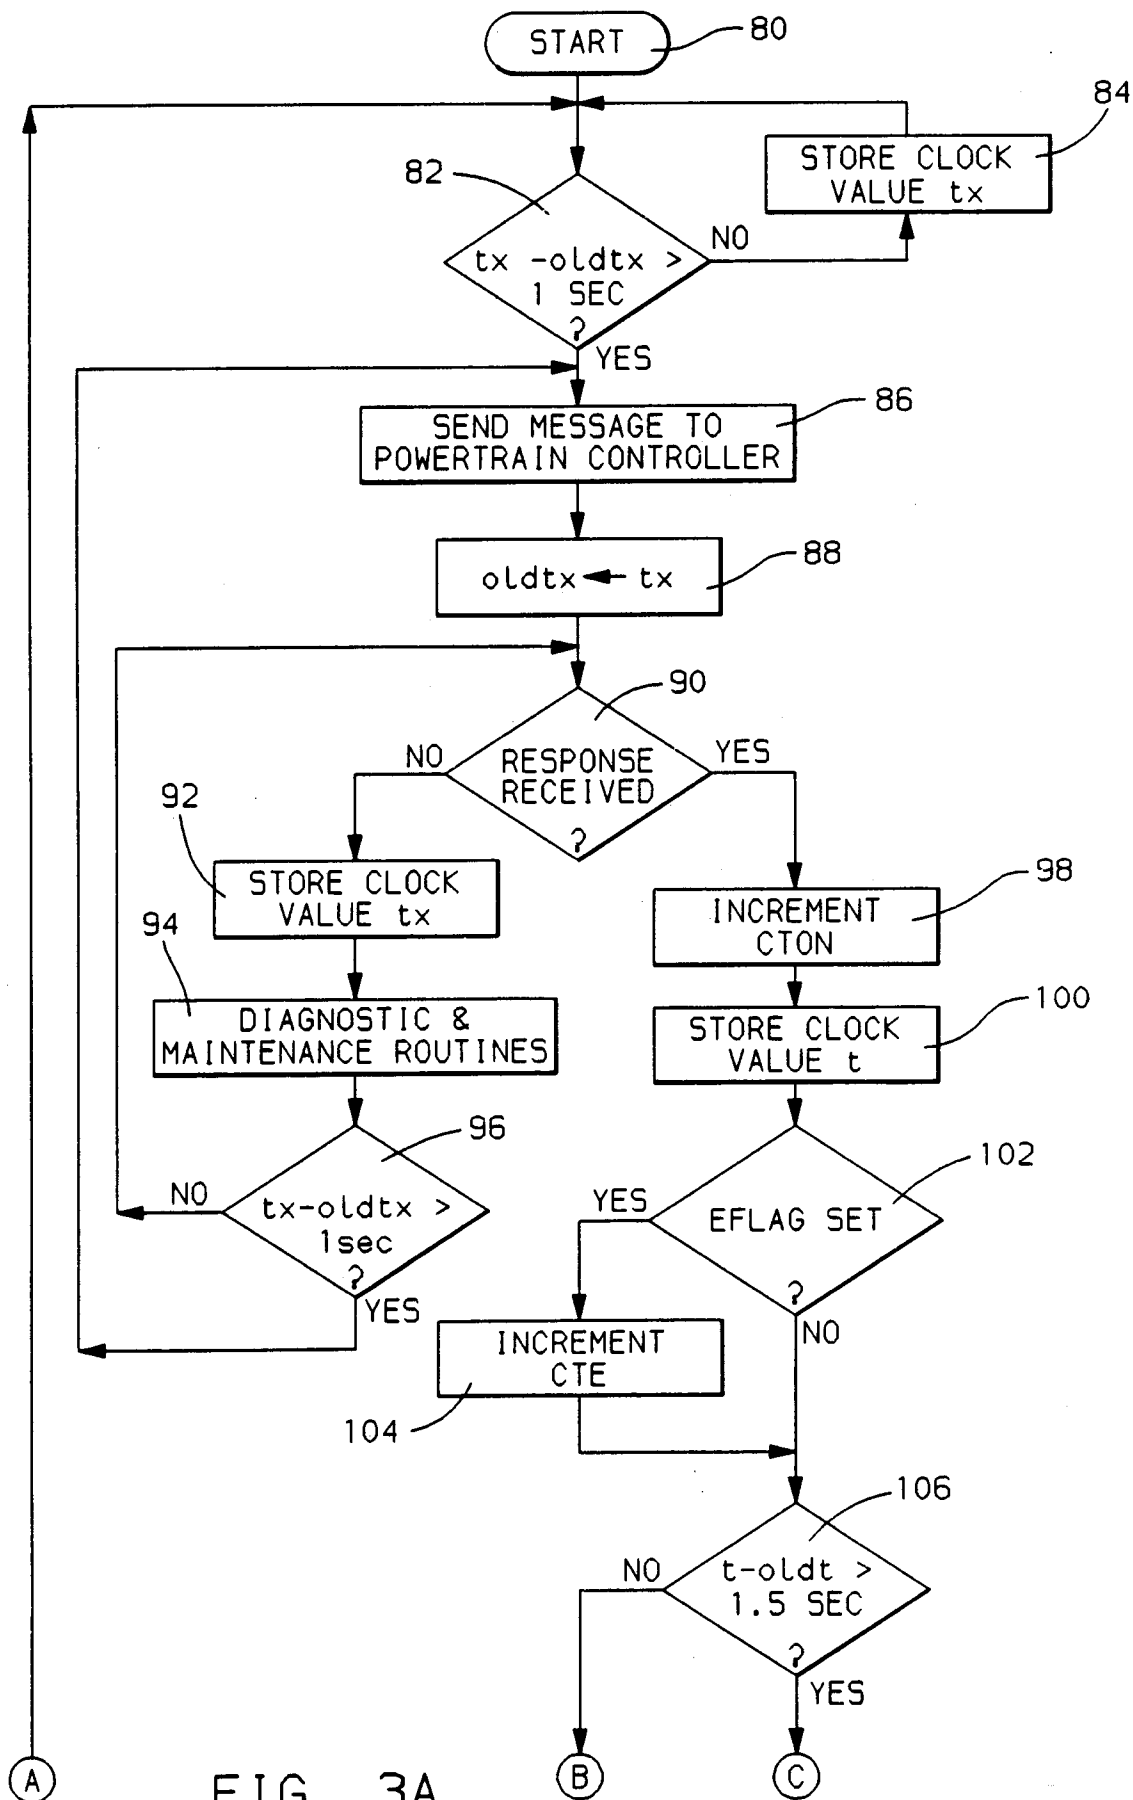 START
80
84
STORE CLOCK
VALUE tx
82
NO
tx -oldtx >
1 SEC
?
YES
86
SEND MESSAGE TO
POWERTRAIN CONTROLLER
88
oldtx ← tx
90
NO
YES
RESPONSE
RECEIVED
?
92
STORE CLOCK
VALUE tx
98
INCREMENT
CTON
94
DIAGNOSTIC &
MAINTENANCE ROUTINES
100
STORE CLOCK
VALUE t
96
NO
tx-oldtx >
1sec
?
YES
102
YES
EFLAG SET
?
NO
INCREMENT
CTE
104
106
NO
t-oldt >
1.5 SEC
?
YES
A
B
C
FIG. 3A